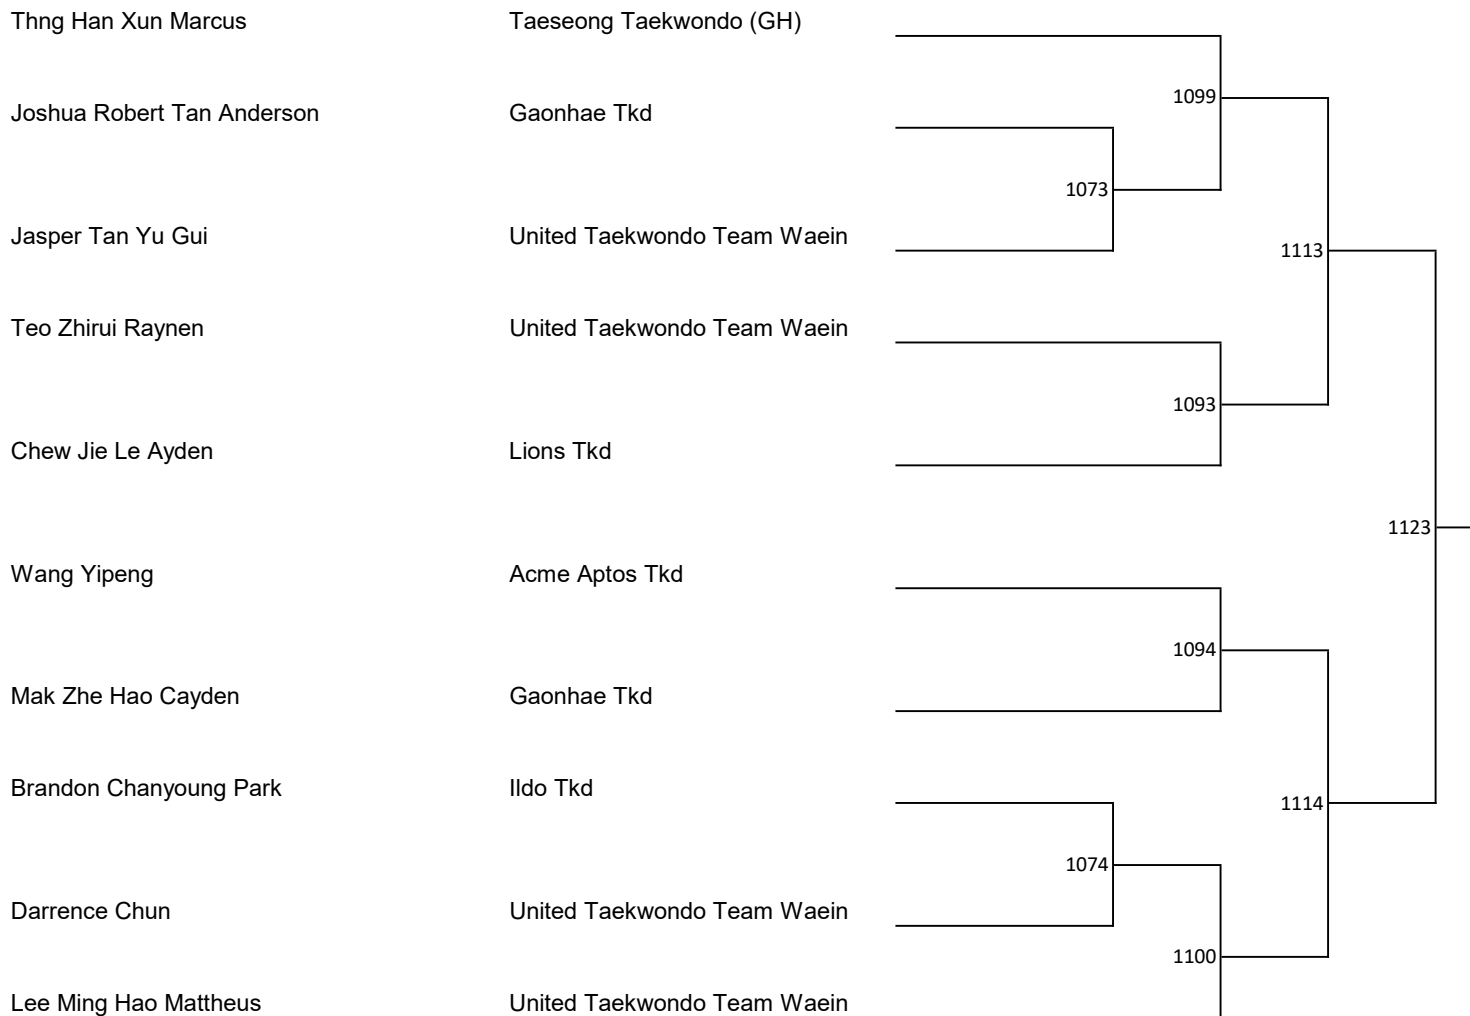 Thng Han Xun Marcus Taeseong Taekwondo (GH)
1099
Joshua Robert Tan Anderson Gaonhae Tkd
1073
Jasper Tan Yu Gui United Taekwondo Team Waein
1113
Teo Zhirui Raynen United Taekwondo Team Waein
1093
Chew Jie Le Ayden Lions Tkd
1123
Wang Yipeng Acme Aptos Tkd
1094
Mak Zhe Hao Cayden Gaonhae Tkd
Brandon Chanyoung Park Ildo Tkd
1114
1074
Darrence Chun United Taekwondo Team Waein
1100
Lee Ming Hao Mattheus United Taekwondo Team Waein